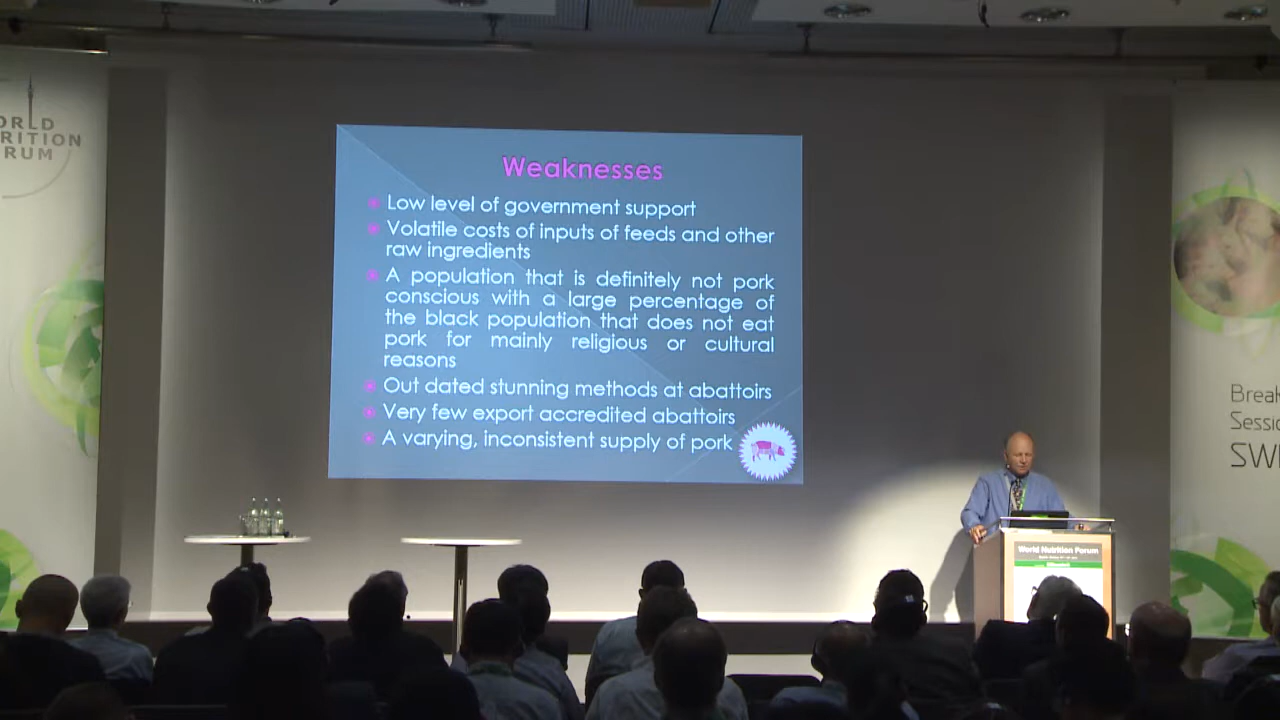 ORLD
RITION
RUM
Weaknesses
Low level of government support
Volatile costs of inputs of feeds and other
raw ingredients
A population that is definitely not pork
conscious with a large percentage of
the black population that does not eat
pork for mainly religious or cultural
reasons
Out dated stunning methods at abattoirs
Very few export accredited abattoirs
A varying, inconsistent supply of pork
World Nutrition Forum
Break
Sessio
SWI